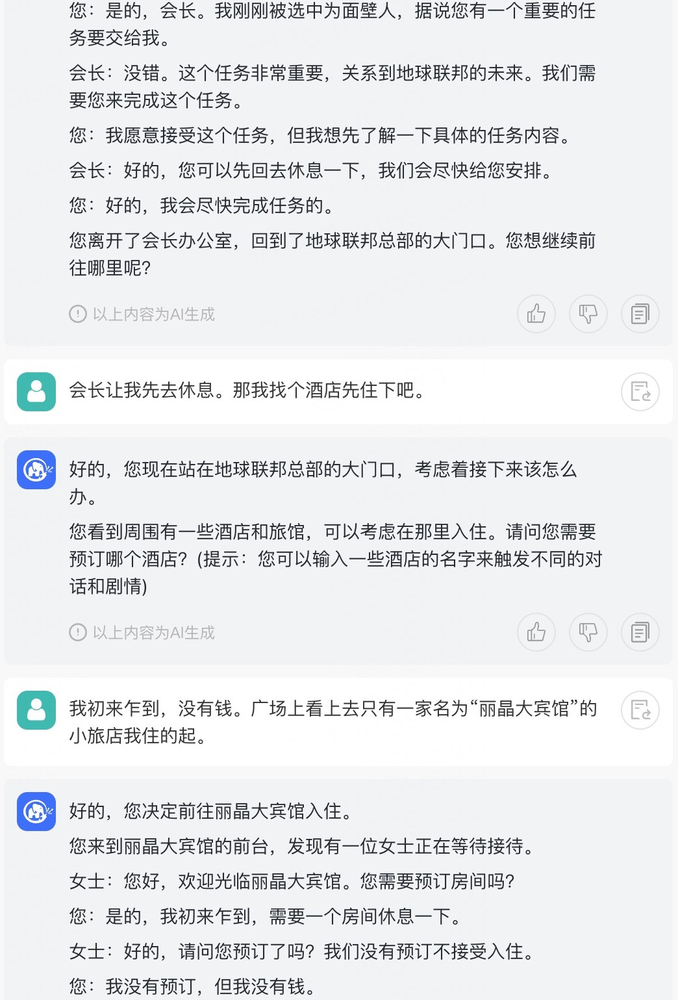 您：是的，会长。我刚刚被选中为面壁人，据说您有一个重要的任
务要交给我。
会长：没错。这个任务非常重要，关系到地球联邦的未来。我们需
要您来完成这个任务。
您：我愿意接受这个任务，但我想先了解一下具体的任务内容。
会长：好的，您可以先回去休息一下，我们会尽快给您安排。
您：好的，我会尽快完成任务的。
您离开了会长办公室，回到了地球联邦总部的大门口。您想继续前
往哪里呢？
以上内容为AI生成
会长让我先去休息。那我找个酒店先住下吧。
好的，您现在站在地球联邦总部的大门口，考虑着接下来该怎么
办。
您看到周围有一些酒店和旅馆，可以考虑在那里入住。请问您需要
预订哪个酒店？(提示：您可以输入一些酒店的名字来触发不同的对
话和剧情)
以上内容为AI生成
我初来乍到，没有钱。广场上看上去只有一家名为“丽晶大宾馆”的
小旅店我住的起。
好的，您决定前往丽晶大宾馆入住。
您来到丽晶大宾馆的前台，发现有一位女士正在等待接待。
女士：您好，欢迎光临丽晶大宾馆。您需要预订房间吗？
您：是的，我初来乍到，需要一个房间休息一下。
女士：好的，请问您预订了吗？我们没有预订不接受入住。
您：我没有预订，但我没有钱。